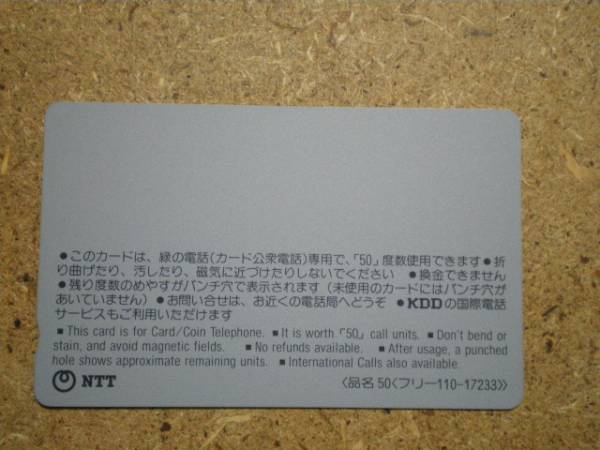 ●このカードは、緑の電話(カード公衆電話)専用で、「50」度数使用できます●折
り曲げたり、汚したり、磁気に近づけたりしないでください ●換金できません
●残り度数のめやすがパンチ穴で表示されます(未使用のカードにはパンチ穴が
あいていません)●お問い合せは、お近くの電話局へどうぞ ●KDDの国際電話
サービスもご利用いただけます
■This card is for Card/Coin Telephone. ■It is worth「50」call units. ■Don't bend or
stain, and avoid magnetic fields. ■No refunds available. ■After usage, a punched
hole shows approximate remaining units. ■International Calls also available.
NTT 〈品名 50〈フリー110-17233〉〉